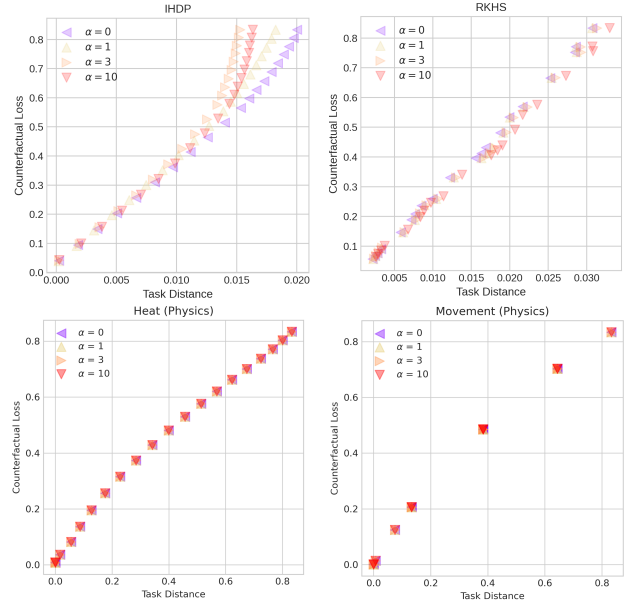 IHDP
α = 0
α = 1
α = 3
α = 10
Counterfactual Loss
0.8
0.7
0.6
0.5
0.4
0.3
0.2
0.1
0.0
0.000
0.005
0.010
0.015
0.020
Task Distance
RKHS
α = 0
α = 1
α = 3
α = 10
Counterfactual Loss
0.8
0.7
0.6
0.5
0.4
0.3
0.2
0.1
0.005
0.010
0.015
0.020
0.025
0.030
Task Distance
Heat (Physics)
α = 0
α = 1
α = 3
α = 10
Counterfactual Loss
0.8
0.6
0.4
0.2
0.0
0.0
0.2
0.4
0.6
0.8
Task Distance
Movement (Physics)
α = 0
α = 1
α = 3
α = 10
Counterfactual Loss
0.8
0.6
0.4
0.2
0.0
0.0
0.2
0.4
0.6
0.8
Task Distance